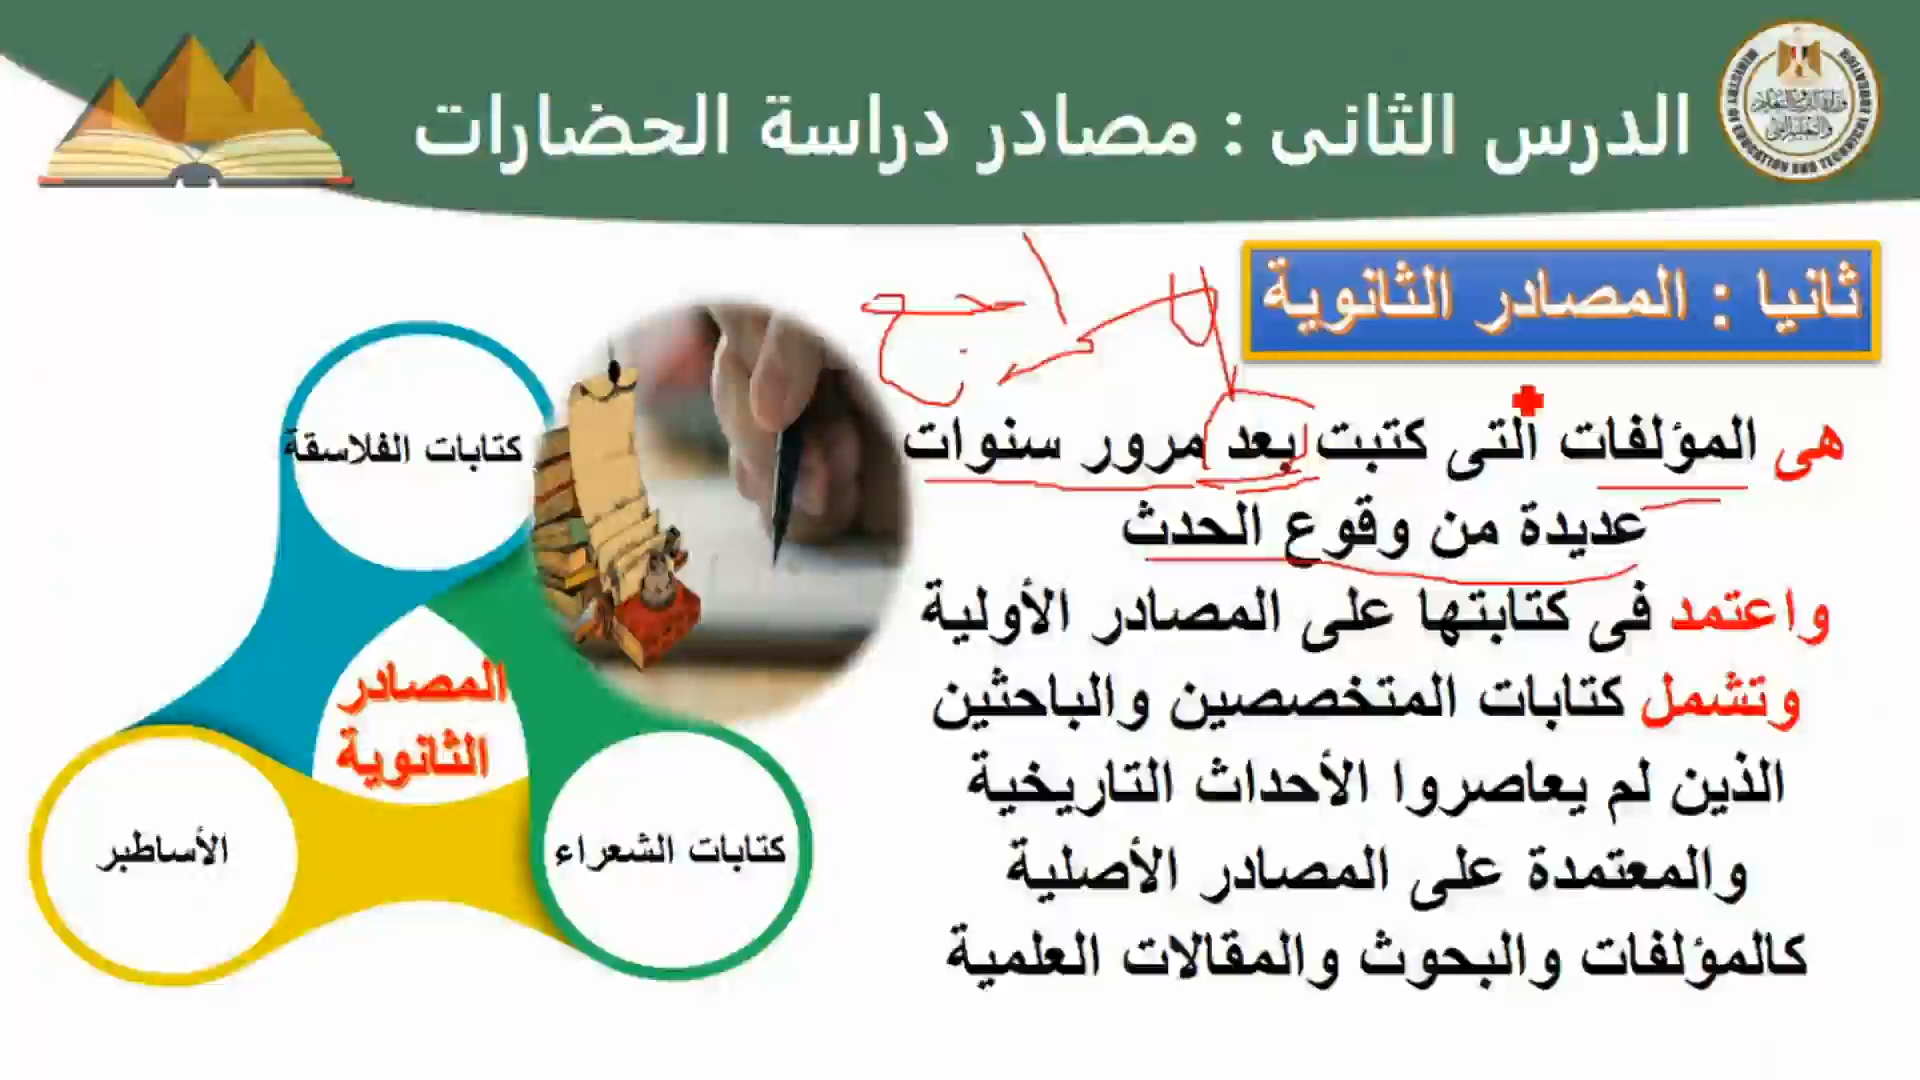 الدرس الثانى : مصادر دراسة الحضارات
ثانيا : المصادر الثانوية
هى المؤلفات التى كتبت بعد مرور سنوات
عديدة من وقوع الحدث
واعتمد فى كتابتها على المصادر الأولية
وتشمل كتابات المتخصصين والباحثين
الذين لم يعاصروا الأحداث التاريخية
والمعتمدة على المصادر الأصلية
كالمؤلفات والبحوث والمقالات العلمية
كتابات الفلاسفة
المصادر
الثانوية
كتابات الشعراء
الأساطير